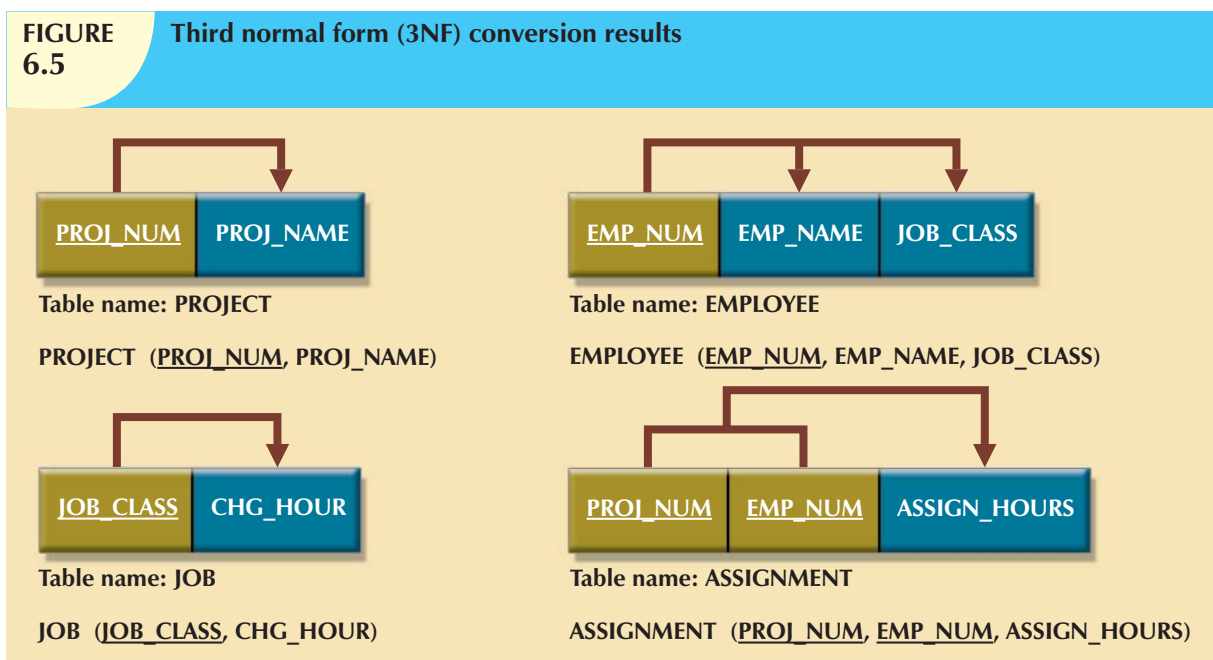 FIGURE 6.5
Third normal form (3NF) conversion results
PROJ_NUM PROJ_NAME
Table name: PROJECT
PROJECT (PROJ_NUM, PROJ_NAME)
EMP_NUM EMP_NAME JOB_CLASS
Table name: EMPLOYEE
EMPLOYEE (EMP_NUM, EMP_NAME, JOB_CLASS)
JOB_CLASS CHG_HOUR
Table name: JOB
JOB (JOB_CLASS, CHG_HOUR)
PROJ_NUM EMP_NUM ASSIGN_HOURS
Table name: ASSIGNMENT
ASSIGNMENT (PROJ_NUM, EMP_NUM, ASSIGN_HOURS)